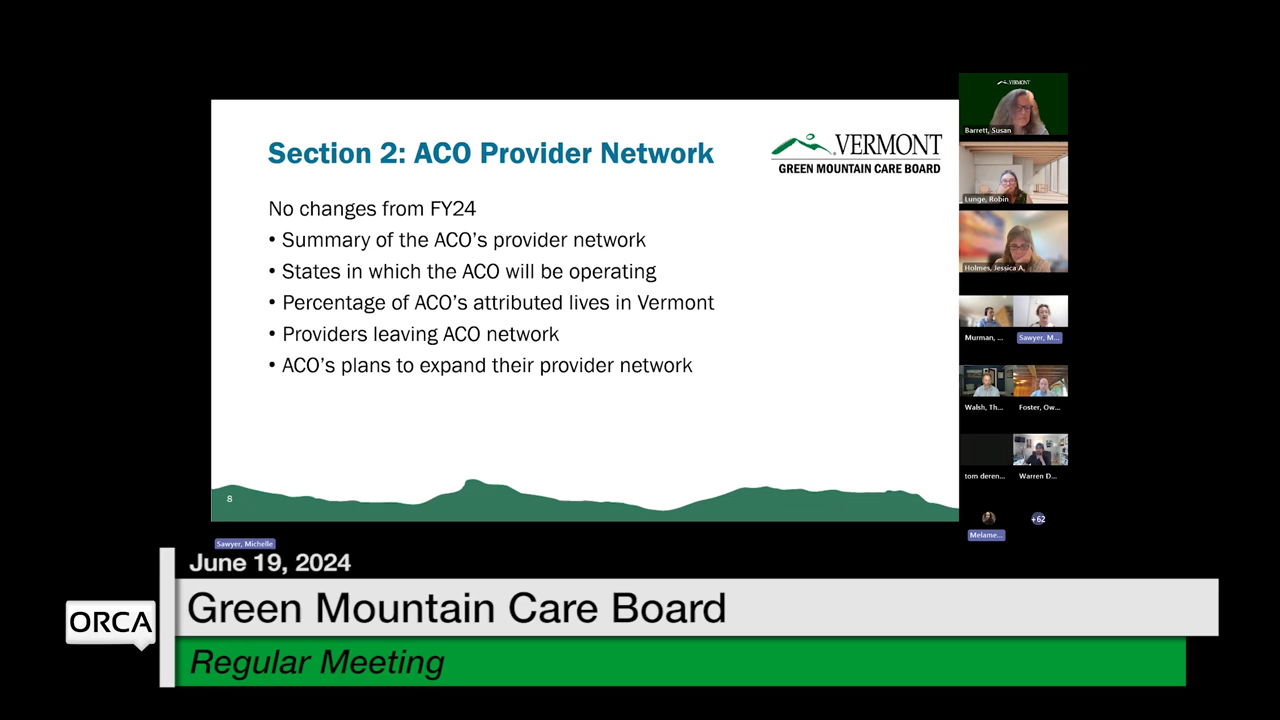 Section 2: ACO Provider Network
VERMONT
GREEN MOUNTAIN CARE BOARD
No changes from FY24
• Summary of the ACO's provider network
• States in which the ACO will be operating
• Percentage of ACO's attributed lives in Vermont
• Providers leaving ACO network
• ACO's plans to expand their provider network
8
VERMONT
Barrett, Susan
Lunge, Robin
Holmes, Jessica A.
Murman, ...
Sawyer, M...
Walsh, Th...
Foster, Ow...
tom deren...
Warren D...
Melame...
+62
Sawyer, Michelle
June 19, 2024
ORCA
Green Mountain Care Board
Regular Meeting